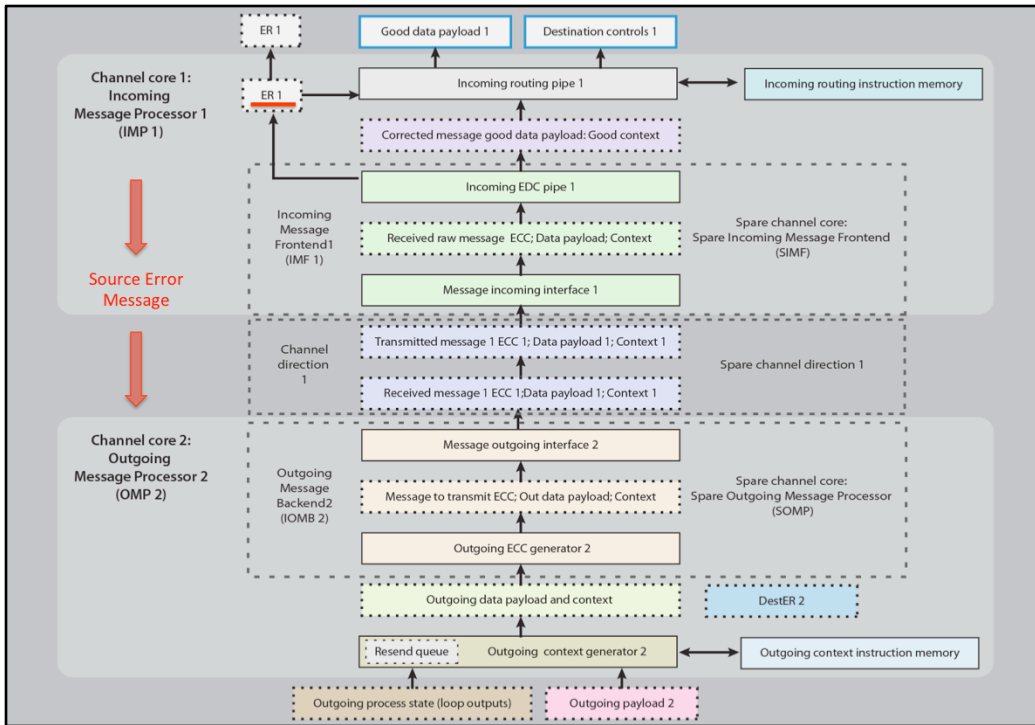 ER 1
Good data payload 1
Destination controls 1
Channel core 1:
Incoming
Message Processor 1
(IMP 1)
ER 1
Incoming routing pipe 1
Incoming routing instruction memory
Corrected message good data payload: Good context
Incoming EDC pipe 1
Incoming
Message
Frontend1
(IMF 1)
Received raw message  ECC; Data payload; Context
Spare channel core:
Spare Incoming Message Frontend
(SIMF)
Source Error
Message
Message incoming interface 1
Channel
direction
1
Transmitted message 1 ECC 1; Data payload 1; Context 1
Received message 1 ECC 1;Data payload 1; Context 1
Spare channel direction 1
Channel core 2:
Outgoing
Message Processor 2
(OMP 2)
Message outgoing interface 2
Outgoing
Message
Backend2
(IOMB 2)
Message to transmit ECC; Out data payload; Context
Spare channel core:
Spare Outgoing Message Processor
(SOMP)
Outgoing ECC generator 2
Outgoing data payload and context
DestER 2
Resend queue
Outgoing  context generator 2
Outgoing context instruction memory
Outgoing process state (loop outputs)
Outgoing payload 2